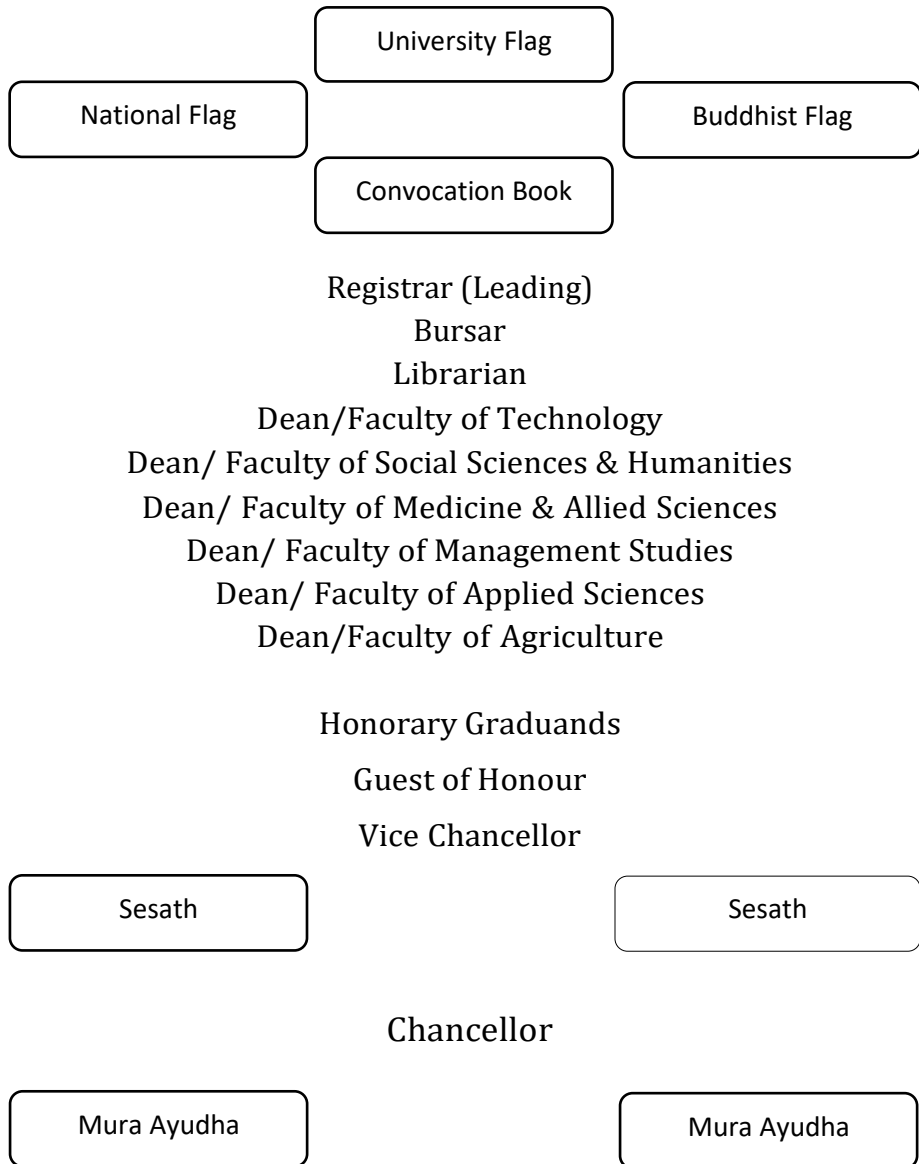 University Flag
National Flag
Buddhist Flag
Convocation Book
Registrar (Leading)
Bursar
Librarian
Dean/Faculty of Technology
Dean/ Faculty of Social Sciences & Humanities
Dean/ Faculty of Medicine & Allied Sciences
Dean/ Faculty of Management Studies
Dean/ Faculty of Applied Sciences
Dean/Faculty of Agriculture
Honorary Graduands
Guest of Honour
Vice Chancellor
Sesath
Sesath
Chancellor
Mura Ayudha
Mura Ayudha